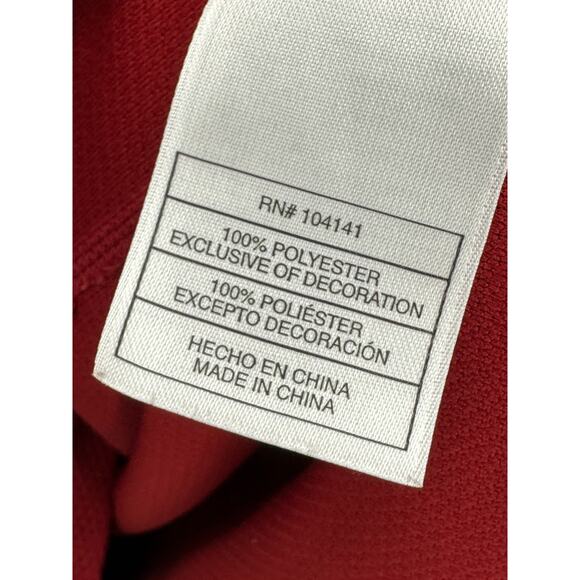 RN# 104141
100% POLYESTER
EXCLUSIVE OF DECORATION
100% POLIÉSTER
EXCEPTO DECORACIÓN
HECHO EN CHINA
MADE IN CHINA